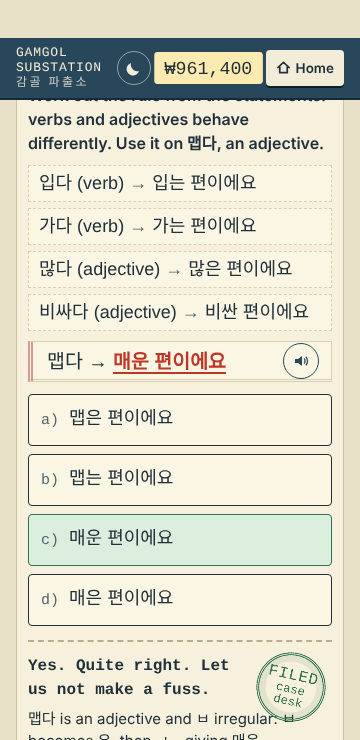 GAMGOL
SUBSTATION
감골 파출소
₩961,400
Home
verbs and adjectives behave
differently. Use it on 맵다, an adjective.
입다 (verb) → 입는 편이에요
가다 (verb) → 가는 편이에요
많다 (adjective) → 많은 편이에요
비싸다 (adjective) → 비싼 편이에요
맵다 → 매운 편이에요
a) 맵은 편이에요
b) 맵는 편이에요
c) 매운 편이에요
d) 매은 편이에요
Yes. Quite right. Let
us not make a fuss.
FILED
case
desk
맵다 is an adjective and ㅂ irregular: ㅂ